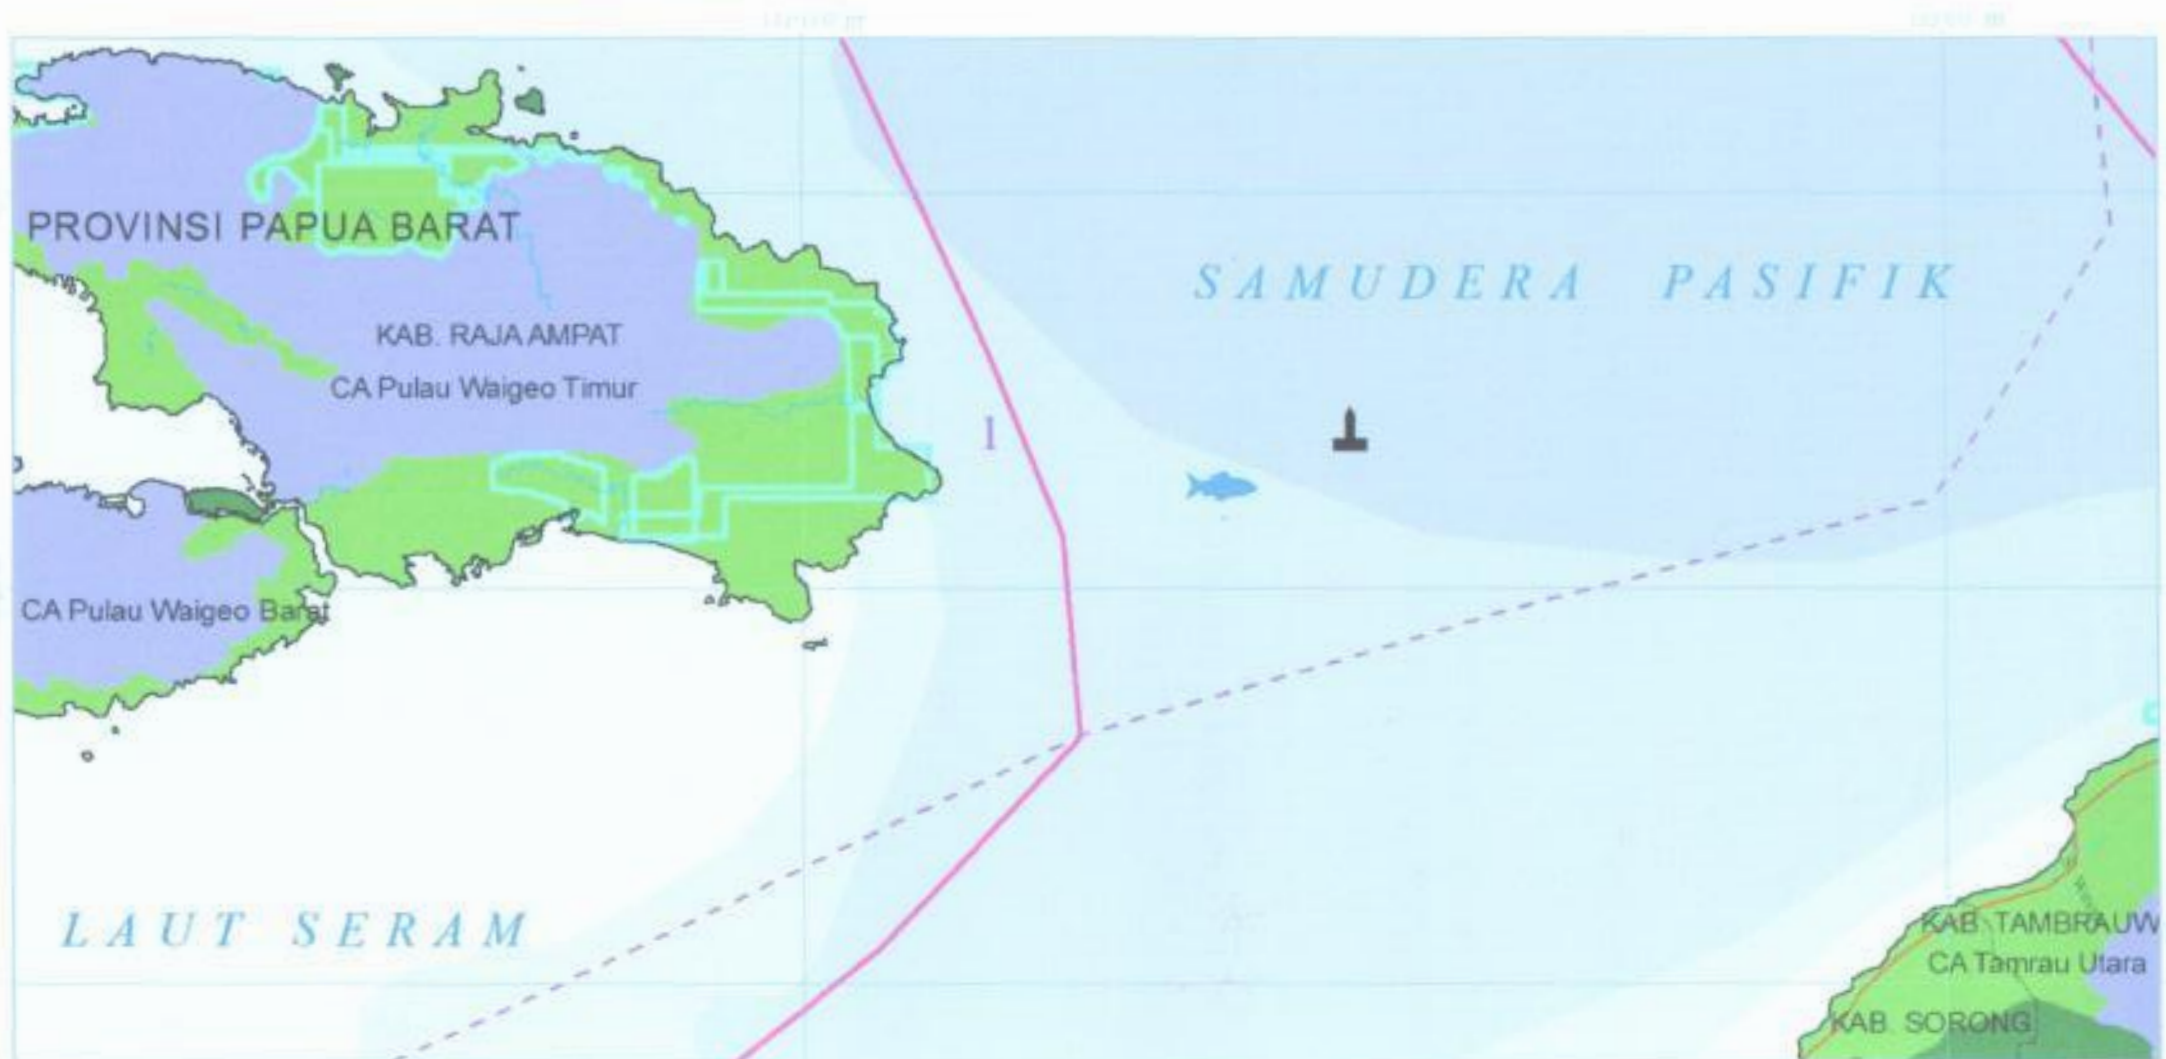 PROVINSI PAPUA BARAT
SAMUDERA PASIFIK
KAB. RAJA AMPAT
CA Pulau Waigeo Timur
1
CA Pulau Waigeo Barat
LAUT SERAM
KAB. TAMBRAUW
CA Tamrau Utara
KAB. SORONG